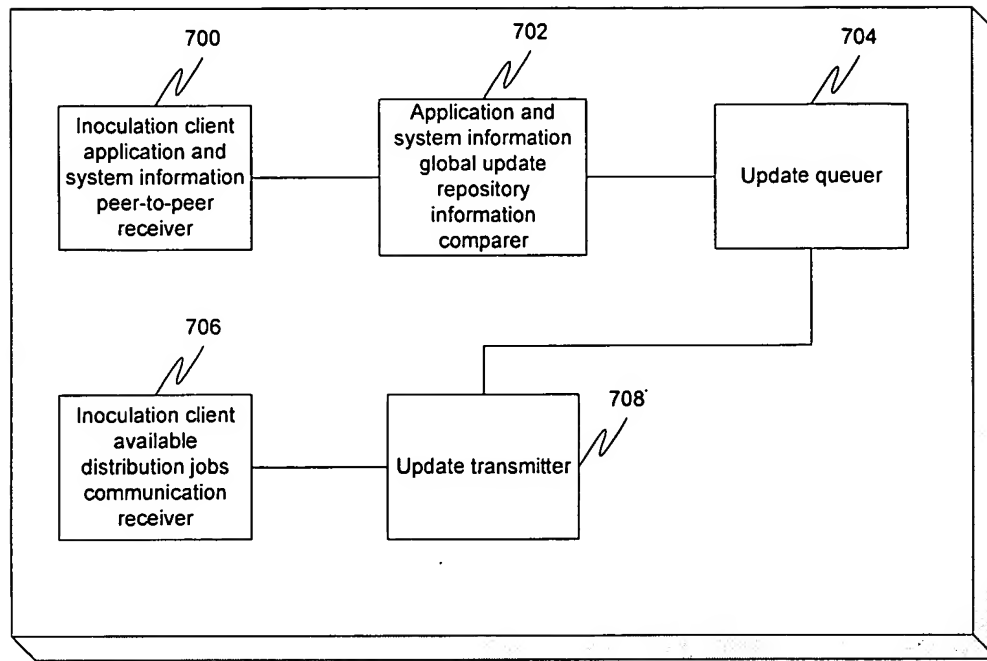 700
702
704
Inoculation client
application and
system information
peer-to-peer
receiver
Application and
system information
global update
repository
information
comparer
Update queuer
706
708
Inoculation client
available
distribution jobs
communication
receiver
Update transmitter